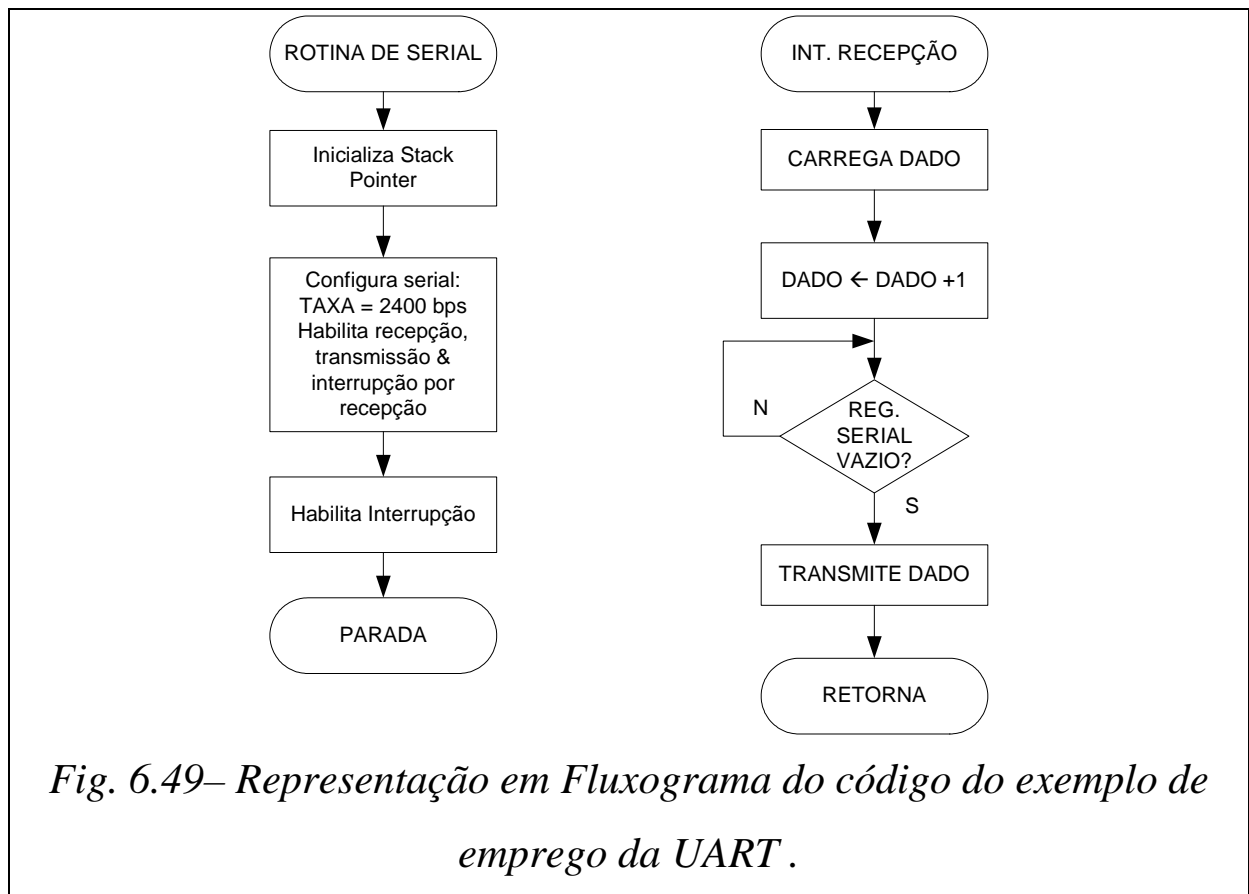 ROTINA DE SERIAL
Inicializa Stack
Pointer
Configura serial:
TAXA = 2400 bps
Habilita recepção,
transmissão &
interrupção por
recepção
Habilita Interrupção
PARADA
INT. RECEPÇÃO
CARREGA DADO
DADO ← DADO +1
N
REG.
SERIAL
VAZIO?
S
TRANSMITE DADO
RETORNA
Fig. 6.49– Representação em Fluxograma do código do exemplo de
emprego da UART .